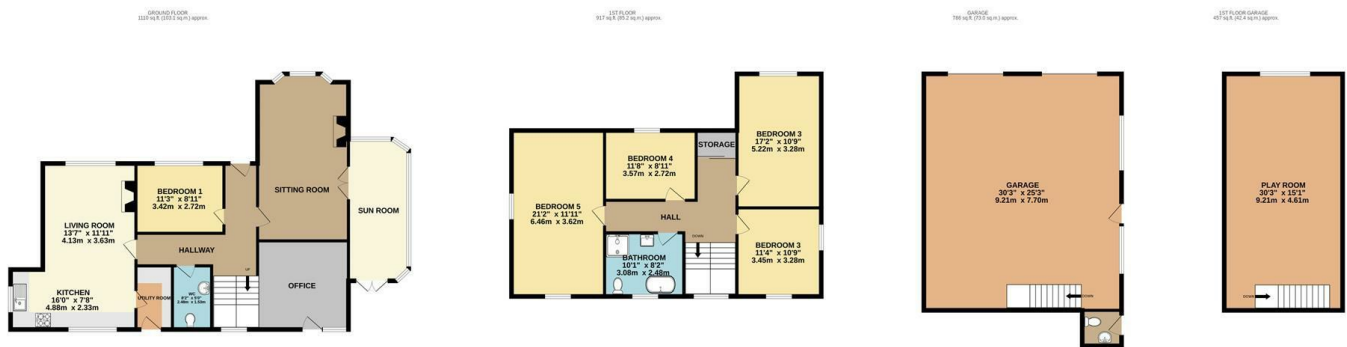 GROUND FLOOR
1110 sq.ft. (103.1 sq.m.) approx.
1ST FLOOR
917 sq.ft. (85.2 sq.m.) approx.
GARAGE
786 sq.ft. (73.0 sq.m.) approx.
1ST FLOOR GARAGE
457 sq.ft. (42.4 sq.m.) approx.
LIVING ROOM
13'7" x 11'11"
4.13m x 3.63m
BEDROOM 1
11'3" x 8'11"
3.42m x 2.72m
SITTING ROOM
SUN ROOM
HALLWAY
UP
KITCHEN
16'0" x 7'8"
4.88m x 2.33m
UTILITY ROOM
WC
OFFICE
BEDROOM 5
21'2" x 11'11"
6.46m x 3.62m
BEDROOM 4
11'8" x 8'11"
3.57m x 2.72m
STORAGE
BEDROOM 3
17'2" x 10'9"
5.22m x 3.28m
HALL
DOWN
BATHROOM
10'1" x 8'2"
3.08m x 2.48m
BEDROOM 3
11'4" x 10'9"
3.45m x 3.28m
GARAGE
30'3" x 25'3"
9.21m x 7.70m
DOWN
PLAY ROOM
30'3" x 15'1"
9.21m x 4.61m
DOWN